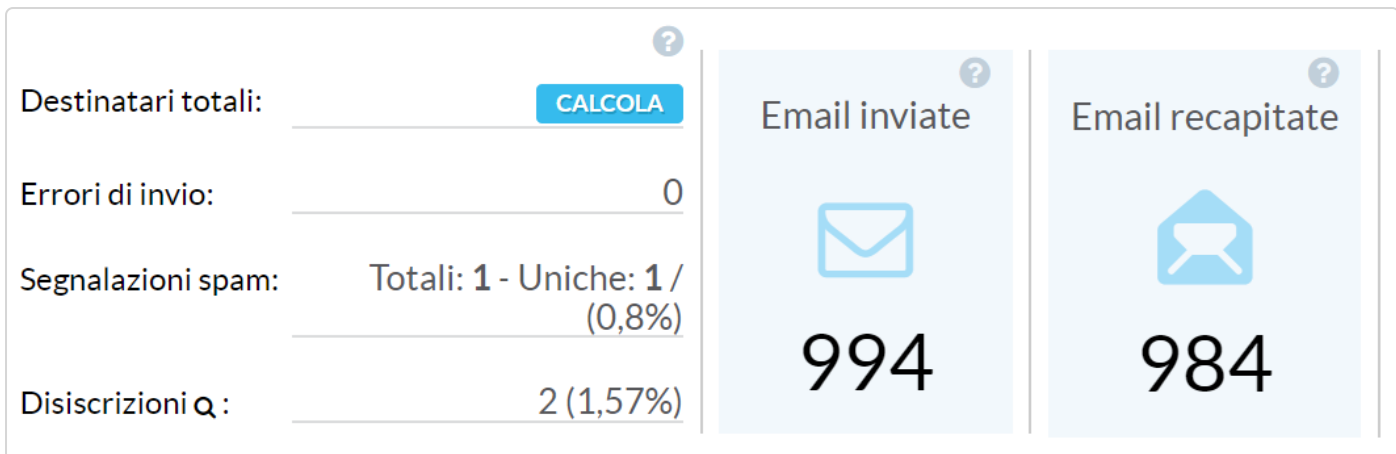 Destinatari totali:
CALCOLA
Errori di invio:
0
Segnalazioni spam:
Totali: 1 - Uniche: 1 /
(0,8%)
Disiscrizioni :
2 (1,57%)
?
Email inviate
994
?
Email recapitate
984
?